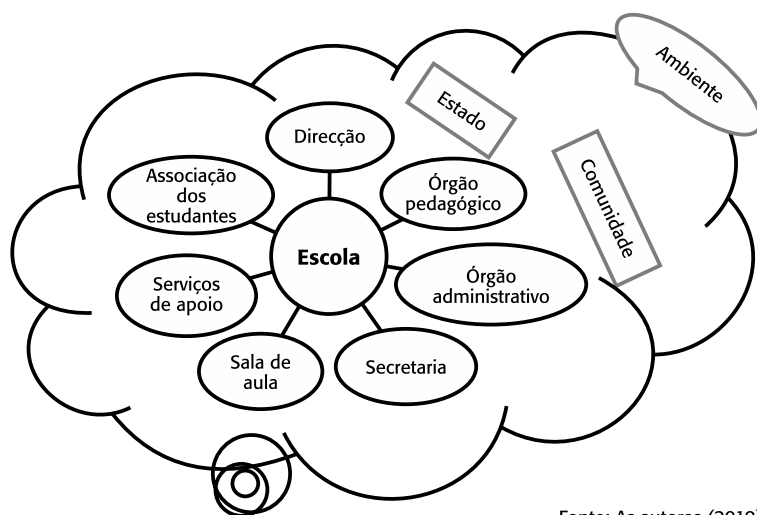 Ambiente
Estado
Comunidade
Direcção
Associação
dos
estudantes
Órgão
pedagógico
Escola
Serviços
de apoio
Órgão
administrativo
Sala de
aula
Secretaria